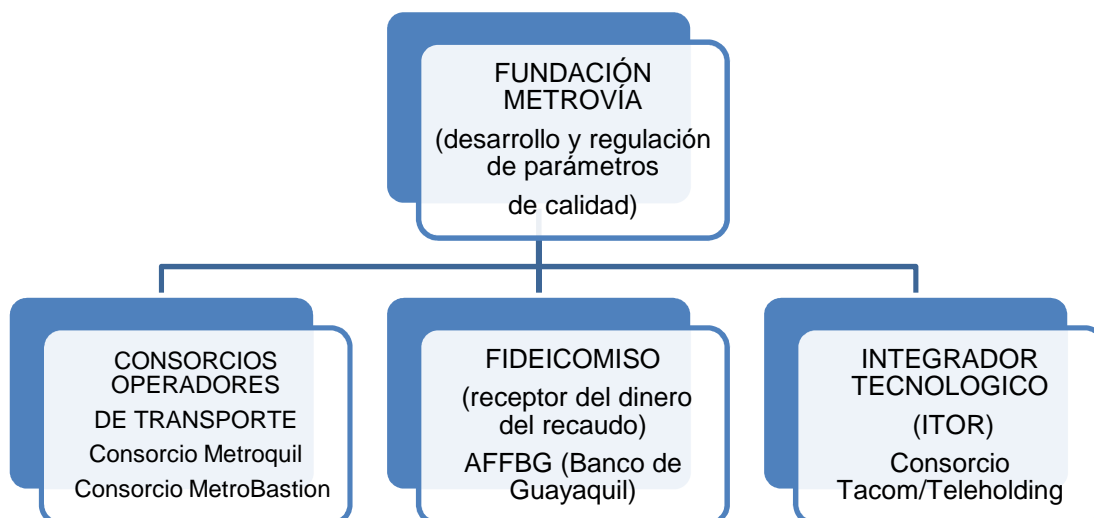 FUNDACIÓN
METROVÍA
(desarrollo y regulación
de parámetros
de calidad)
CONSORCIOS
OPERADORES
DE TRANSPORTE
Consorcio Metroquil
Consorcio MetroBastion
FIDEICOMISO
(receptor del dinero
del recaudo)
AFFBG (Banco de
Guayaquil)
INTEGRADOR
TECNOLOGICO
(ITOR)
Consorcio
Tacom/Teleholding